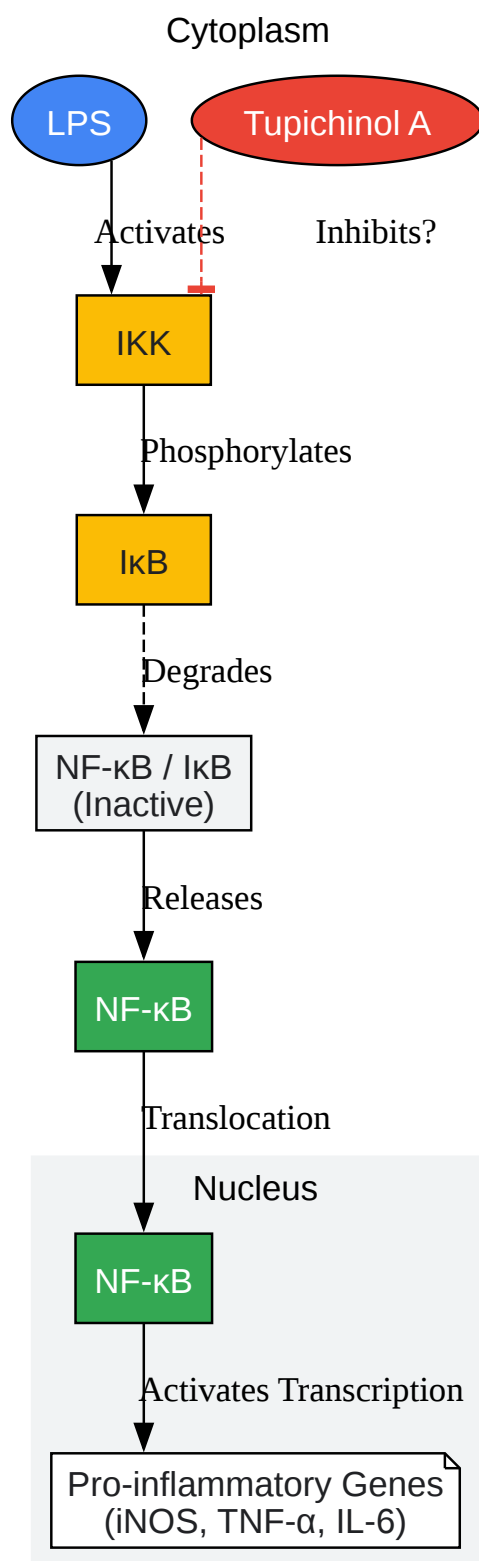 Cytoplasm
LPS
Tupichinol A
Activates
Inhibits?
IKK
Phosphorylates
IκB
Degrades
NF-κB / IκB
(Inactive)
Releases
NF-κB
Translocation
Nucleus
NF-κB
Activates Transcription
Pro-inflammatory Genes
(iNOS, TNF-α, IL-6)